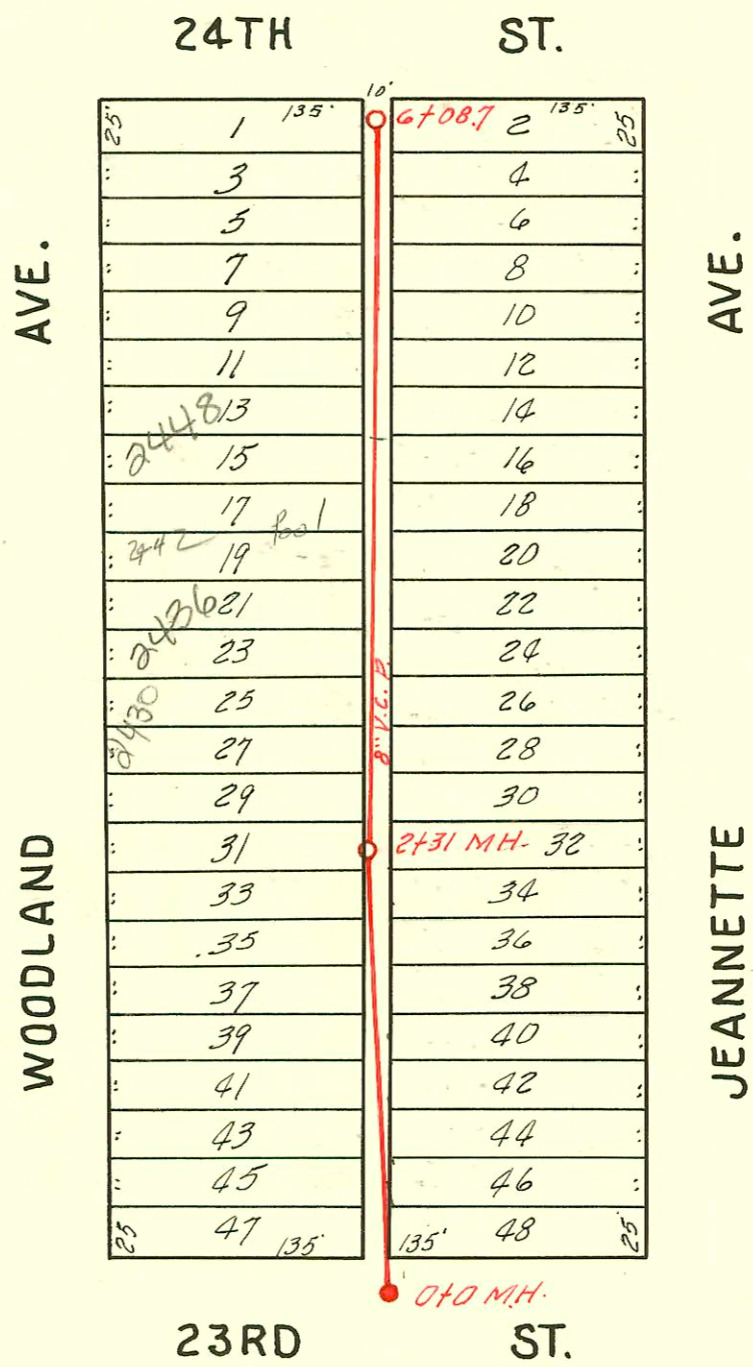 24TH ST.
10'
25' 1 135' 6+08.7 2 135' 25'
" 3 4 "
" 5 6 "
AVE. AVE.
" 7 8 "
" 9 10 "
" 11 12 "
" 13 14 "
2448
" 15 16 "
" 17 18 "
Pool
2442
" 19 20 "
" 21 22 "
2436
" 23 24 "
8" V.C.P.
" 25 26 "
2430
" 27 28 "
" 29 30 "
" 31 2+31 MH. 32 "
" 33 34 "
" 35 36 "
WOODLAND JEANNETTE
" 37 38 "
" 39 40 "
" 41 42 "
" 43 44 "
" 45 46 "
25' 47 135' 135' 48 25'
0+0 M.H.
23RD ST.